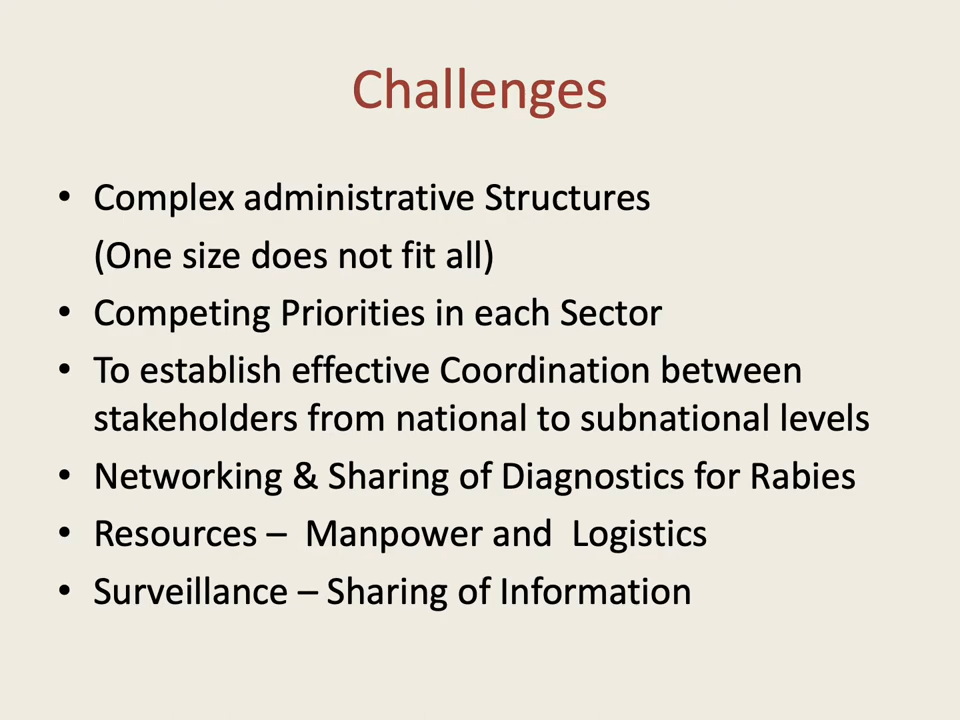 Challenges
• Complex administrative Structures
(One size does not fit all)
• Competing Priorities in each Sector
• To establish effective Coordination between
stakeholders from national to subnational levels
• Networking & Sharing of Diagnostics for Rabies
• Resources – Manpower and Logistics
• Surveillance – Sharing of Information